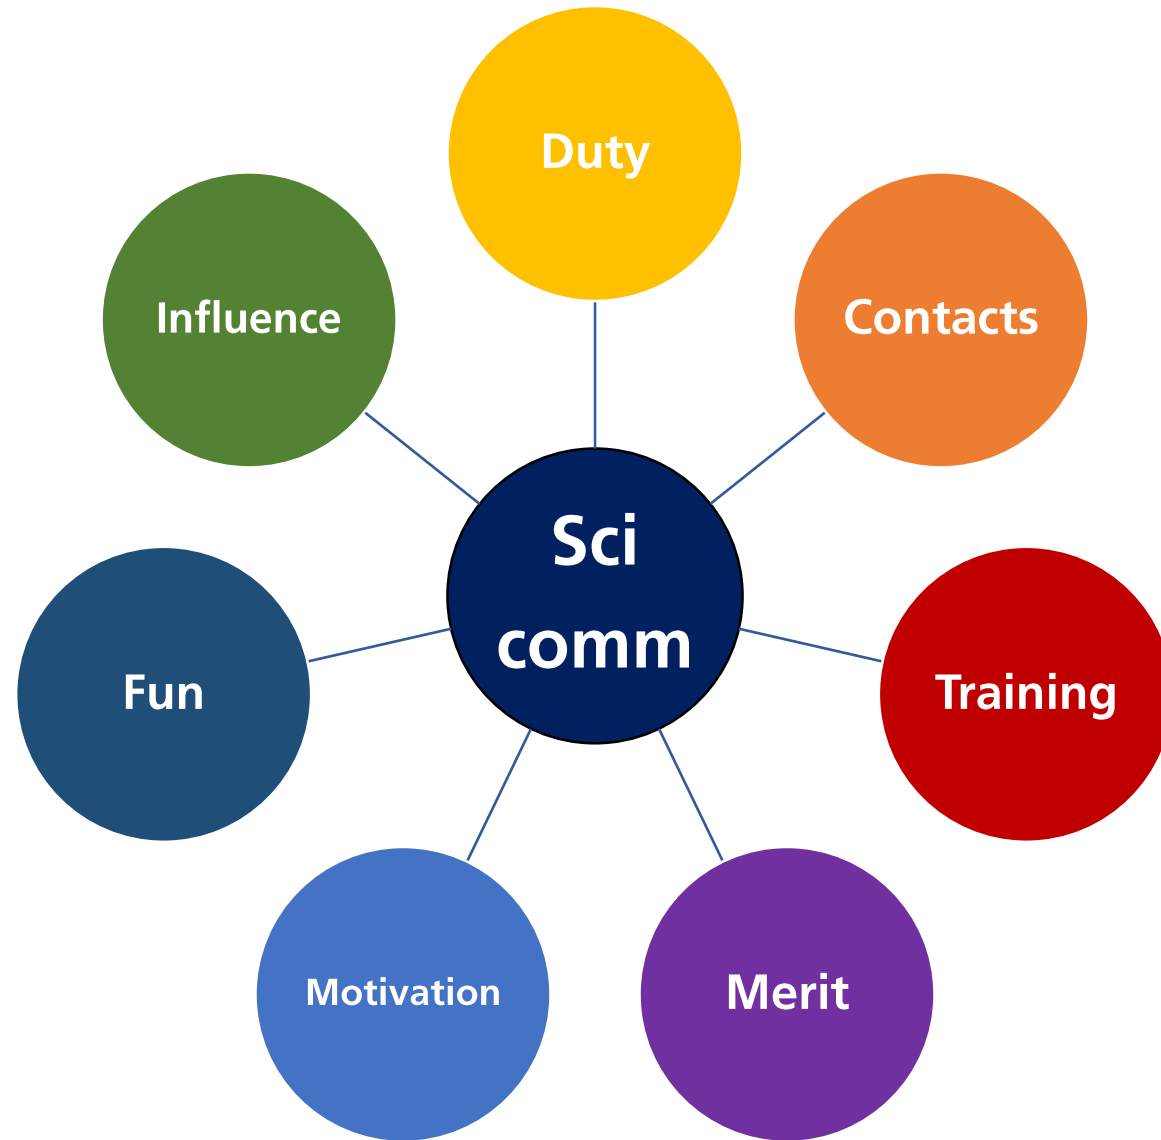 Duty
Influence
Contacts
Sci
comm
Fun
Training
Motivation
Merit